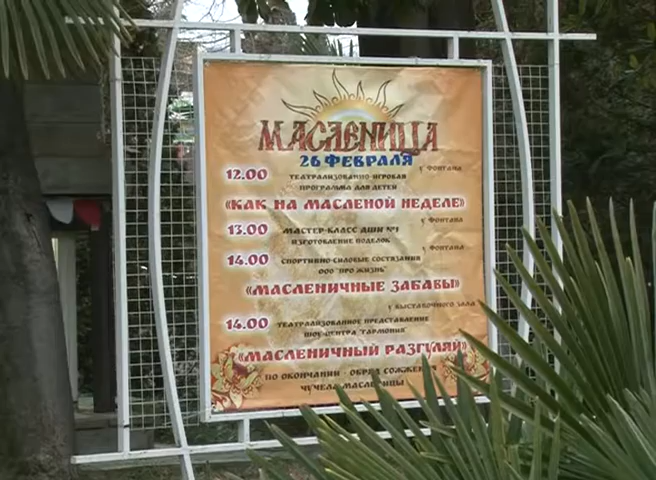 МАСЛЕНИЦА
26 ФЕВРАЛЯ
У ФОНТАНА
12.00 ТЕАТРАЛИЗОВАННО-ИГРОВАЯ
ПРОГРАММА ДЛЯ ДЕТЕЙ
«КАК НА МАСЛЕНОЙ НЕДЕЛЕ»
У ФОНТАНА
13.00 МАСТЕР-КЛАСС АШИ №1
ИЗГОТОВЛЕНИЕ ПОДЕЛОК
У ФОНТАНА
14.00 СПОРТИВНО-СИЛОВЫЕ СОСТЯЗАНИЯ
ООО "ПРО ЖИЗНЬ"
«МАСЛЕНИЧНЫЕ ЗАБАВЫ»
У ВЫСТАВОЧНОГО ЗАЛА
14.00 ТЕАТРАЛИЗОВАННОЕ ПРЕДСТАВЛЕНИЕ
ШОУ-ЦЕНТРА "ГАРМОНИЯ"
«МАСЛЕНИЧНЫЙ РАЗГУЛЯЙ»
ПО ОКОНЧАНИИ - ОБРЯД СОЖЖЕНИЯ
ЧУЧЕЛА МАСЛЕНИЦЫ